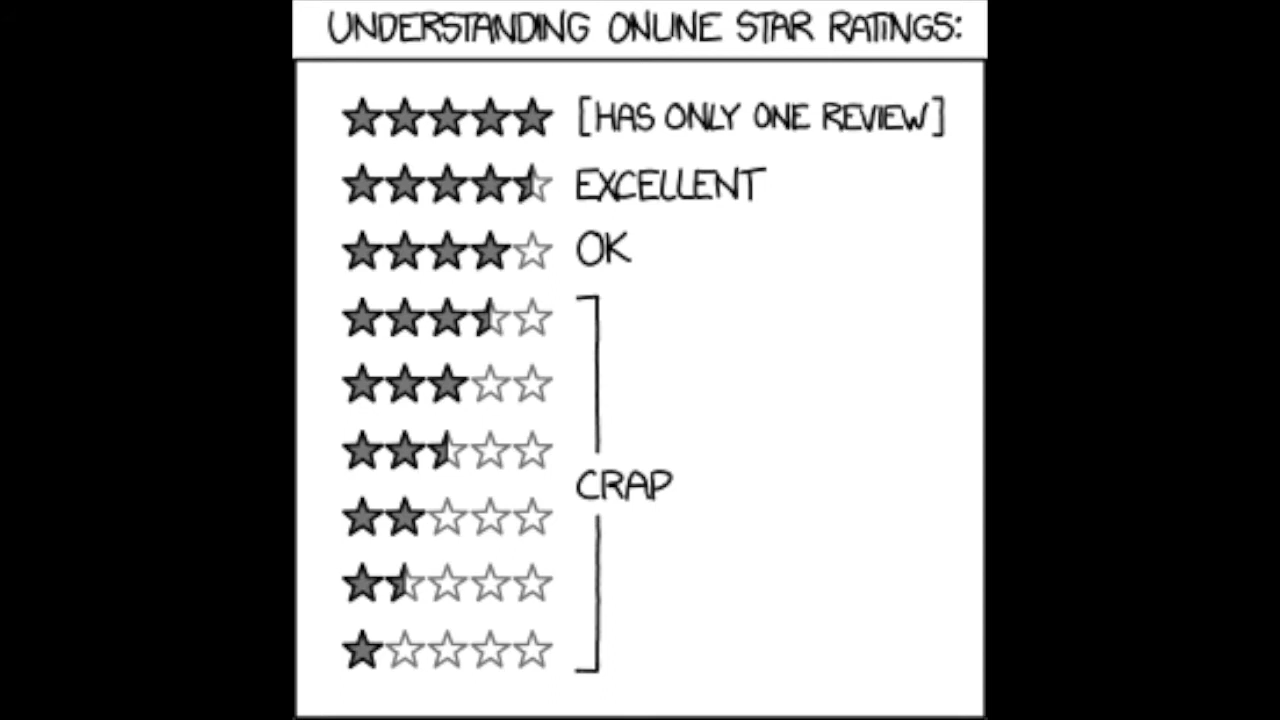 UNDERSTANDING ONLINE STAR RATINGS:
[HAS ONLY ONE REVIEW]
EXCELLENT
OK
CRAP